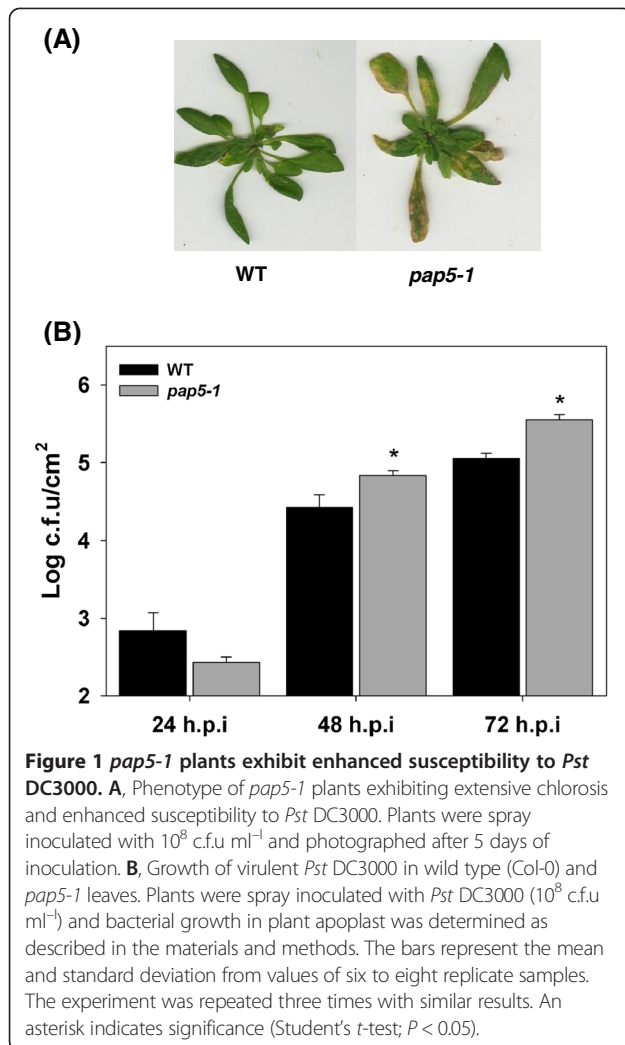 (A)
WT pap5-1
(B)
WT
pap5-1
Log c.f.u/cm²
6
5
4
3
2
*
*
24 h.p.i 48 h.p.i 72 h.p.i
Figure 1 pap5-1 plants exhibit enhanced susceptibility to Pst
DC3000. A, Phenotype of pap5-1 plants exhibiting extensive chlorosis
and enhanced susceptibility to Pst DC3000. Plants were spray
inoculated with 10⁸ c.f.u ml⁻ˡ and photographed after 5 days of
inoculation. B, Growth of virulent Pst DC3000 in wild type (Col-0) and
pap5-1 leaves. Plants were spray inoculated with Pst DC3000 (10⁸ c.f.u
ml⁻ˡ) and bacterial growth in plant apoplast was determined as
described in the materials and methods. The bars represent the mean
and standard deviation from values of six to eight replicate samples.
The experiment was repeated three times with similar results. An
asterisk indicates significance (Student's t-test; P < 0.05).